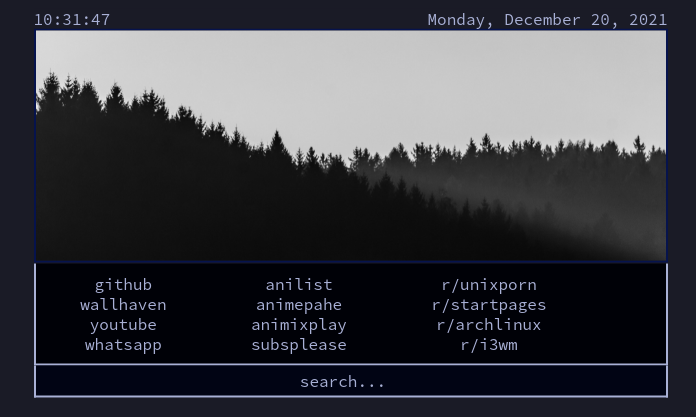 10:31:47 Monday, December 20, 2021
github anilist r/unixporn
wallhaven animepahe r/startpages
youtube animixplay r/archlinux
whatsapp subsplease r/i3wm
search...